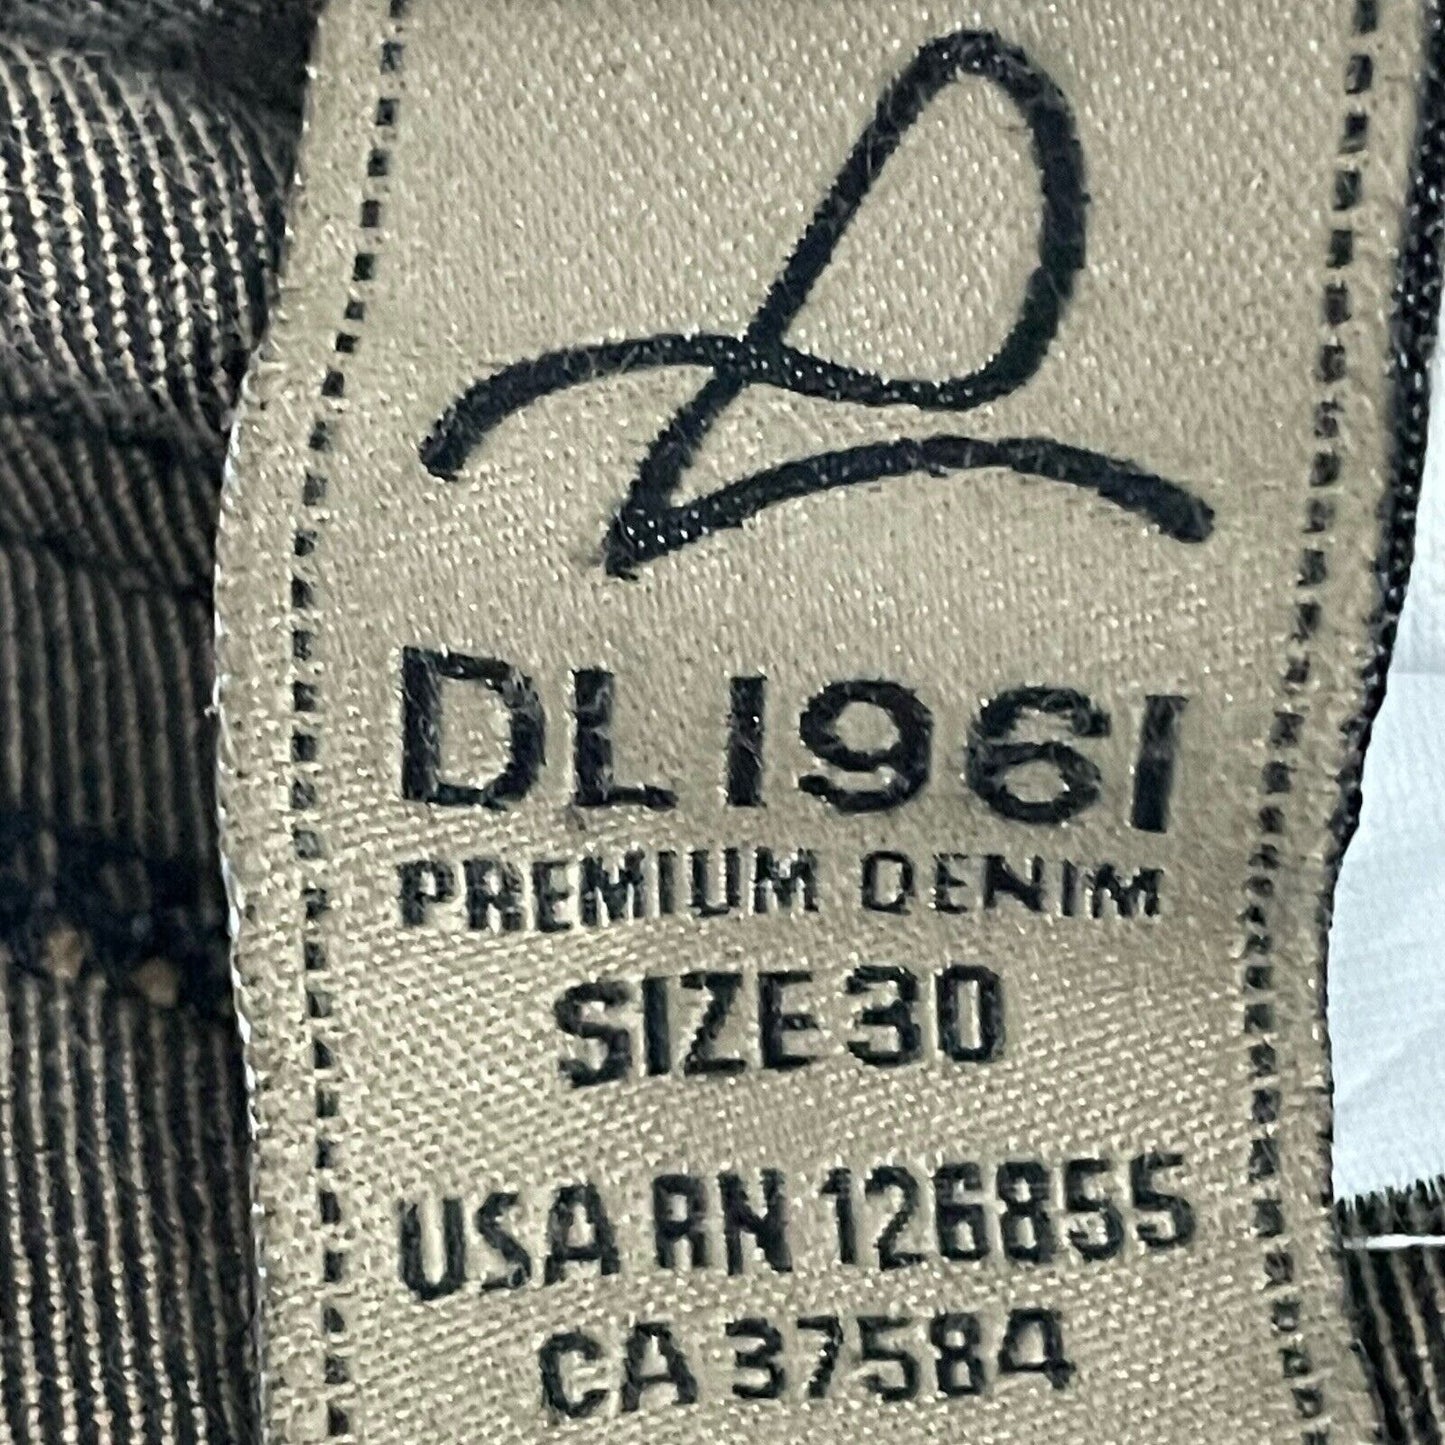 DL1961
PREMIUM DENIM
SIZE 30
USA RN 126855
CA 37584